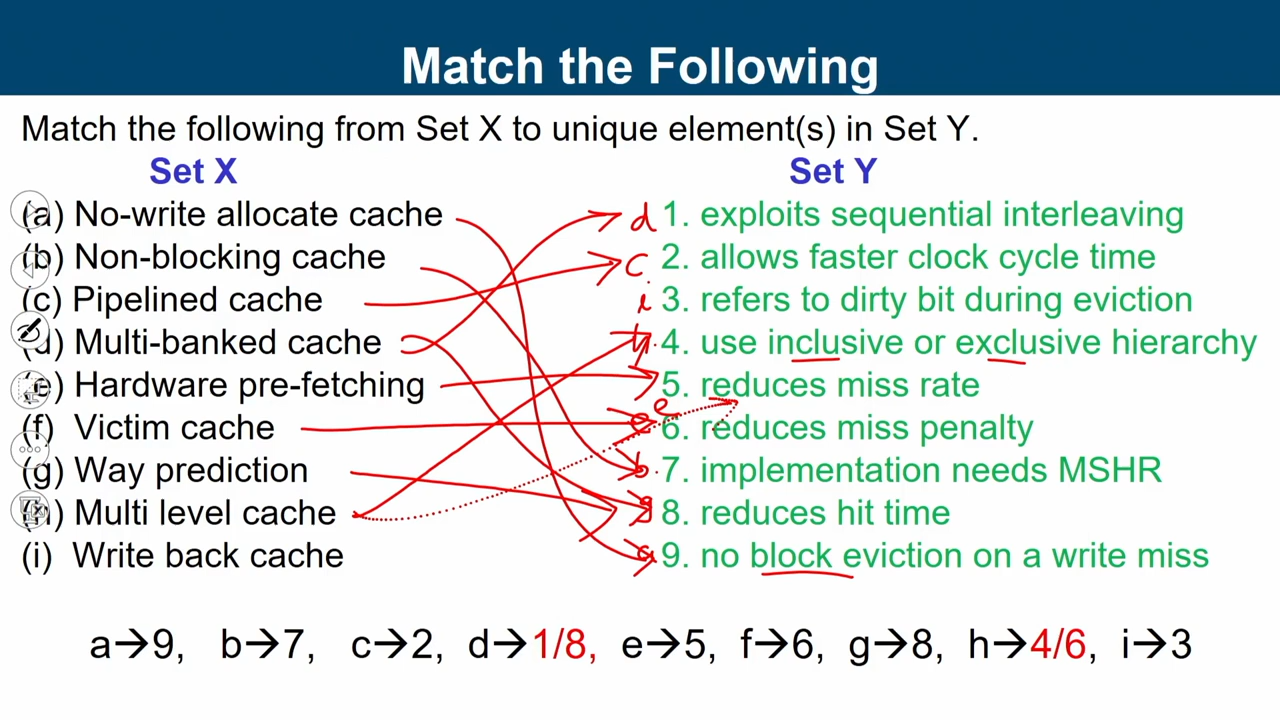 Match the Following
Match the following from Set X to unique element(s) in Set Y.
Set X Set Y
(a) No-write allocate cache d 1. exploits sequential interleaving
(b) Non-blocking cache c 2. allows faster clock cycle time
(c) Pipelined cache i 3. refers to dirty bit during eviction
(d) Multi-banked cache h 4. use inclusive or exclusive hierarchy
(e) Hardware pre-fetching 5. reduces miss rate
(f) Victim cache e 6. reduces miss penalty
(g) Way prediction b 7. implementation needs MSHR
(h) Multi level cache g 8. reduces hit time
(i) Write back cache a 9. no block eviction on a write miss
a→9, b→7, c→2, d→1/8, e→5, f→6, g→8, h→4/6, i→3